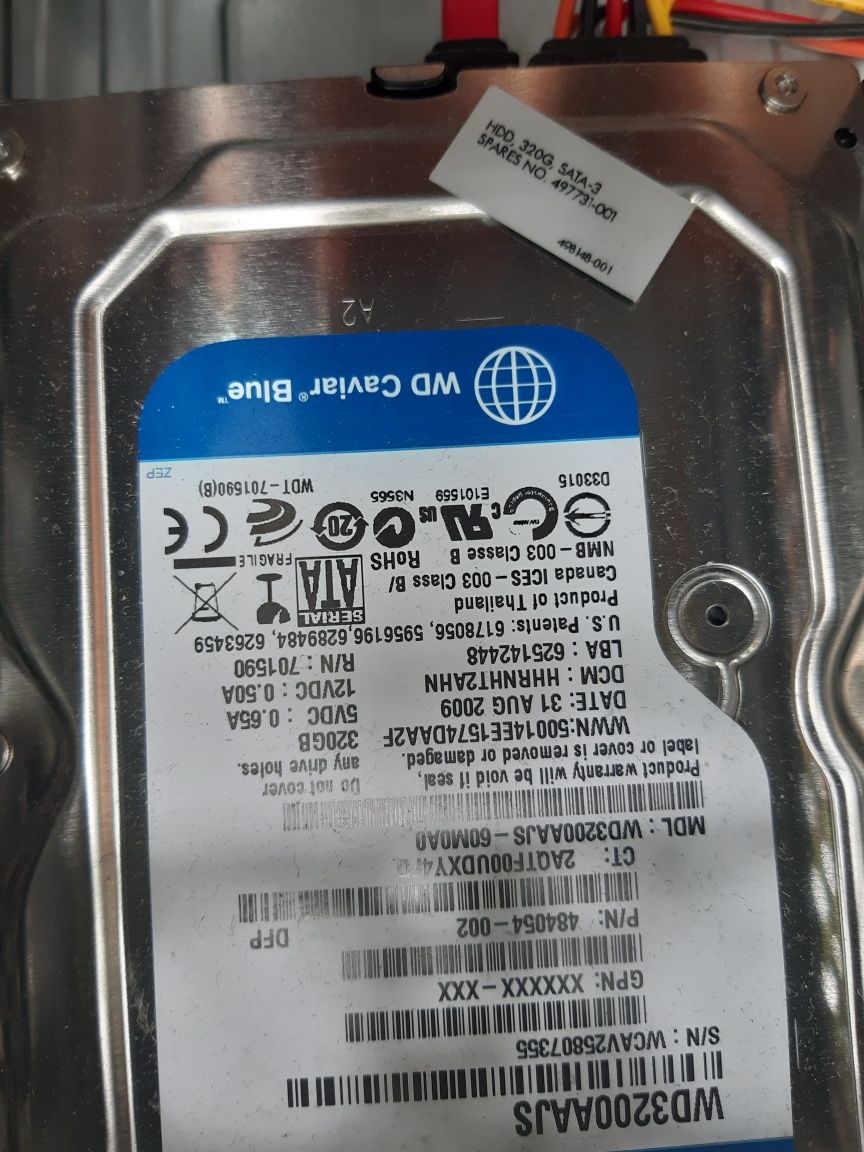 HDD, 320G, SATA-3
SPARES NO. 497731-001
498148-001
A2
WD3200AAJS
S/N : WCAV25807355
GPN: XXXXXX-XXX
P/N: 484054-002
DFP
CT: 2AQTF00UDXY4
MDL : WD3200AAJS-60M0A0
Product warranty will be void if seal,
label or cover is removed or damaged.
Do not cover
any drive holes.
WWN:50014EE1574DAA2F
320GB
DATE: 31 AUG 2009
5VDC : 0.65A
DCM : HHRNHT2AHN
12VDC : 0.50A
LBA : 625142448
R/N : 701590
U.S. Patents: 6178056, 5956196,6289484, 6263459
Product of Thailand
Canada ICES-003 Class B/
NMB-003 Classe B
RoHS
SERIAL
ATA
FRAGILE
D33015
E101559
N3565
WDT-701590(B)
C
US
20
CE
ZEP
WD Caviar® Blue™